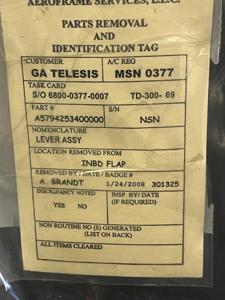 AEROFRAME SERVICES, L.L.C.
PARTS REMOVAL
AND
IDENTIFICATION TAG
CUSTOMER A/C REG
GA TELESIS MSN 0377
TASK CARD
S/O 6800-0377-0007 TD-300- 69
PART # S/N
A5794253400000 NSN
NOMENCLATURE
LEVER ASSY
LOCATION REMOVED FROM
INBD FLAP
REMOVED BY / DATE / BADGE #
A. BRANDT 1/24/2008 301325
DISCREPANCY NOTED INSP. BY/ DATE
YES NO (IF REQUIRED)
NON ROUTINE NO (S) GENERATED
(LIST ON BACK)
ALL ITEMS CLEARED